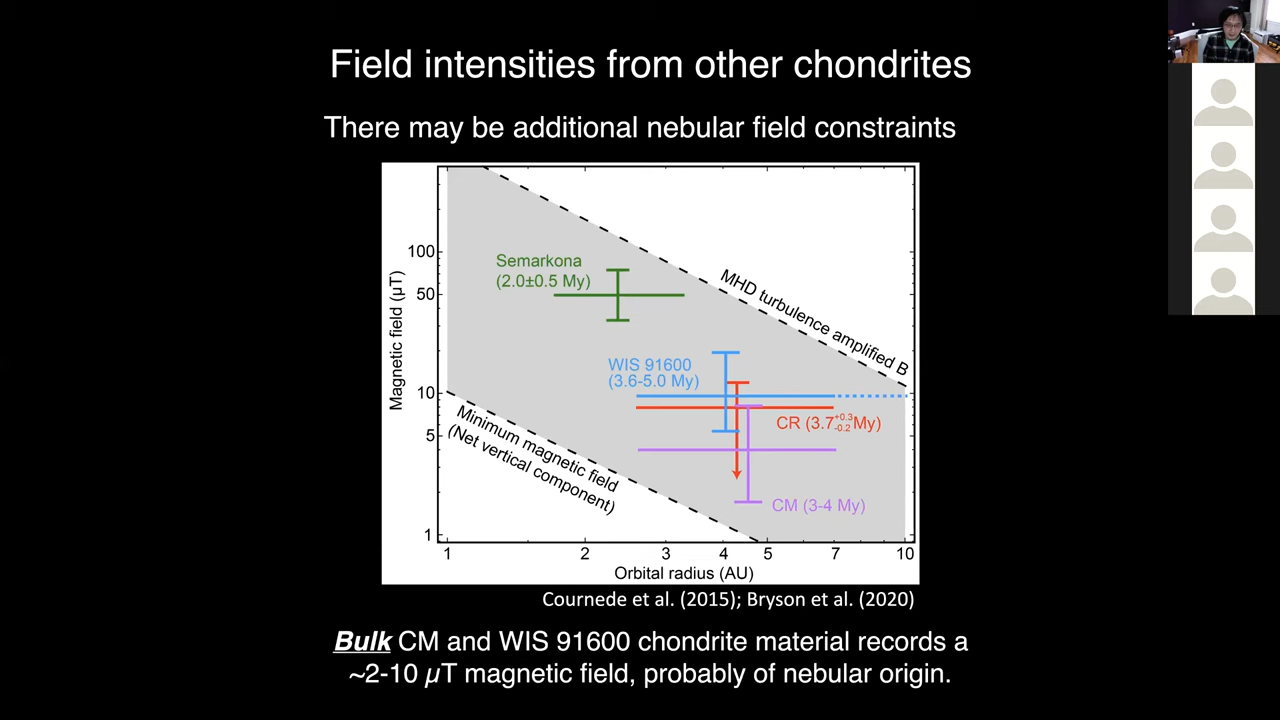 Field intensities from other chondrites
There may be additional nebular field constraints
Magnetic field (µT)
100
50
10
5
1
Semarkona
(2.0±0.5 My)
MHD turbulence amplified B
WIS 91600
(3.6-5.0 My)
CR (3.7+0.3-0.2My)
CM (3-4 My)
Minimum magnetic field
(Net vertical component)
1 2 3 4 5 7 10
Orbital radius (AU)
Cournede et al. (2015); Bryson et al. (2020)
Bulk CM and WIS 91600 chondrite material records a
~2-10 µT magnetic field, probably of nebular origin.